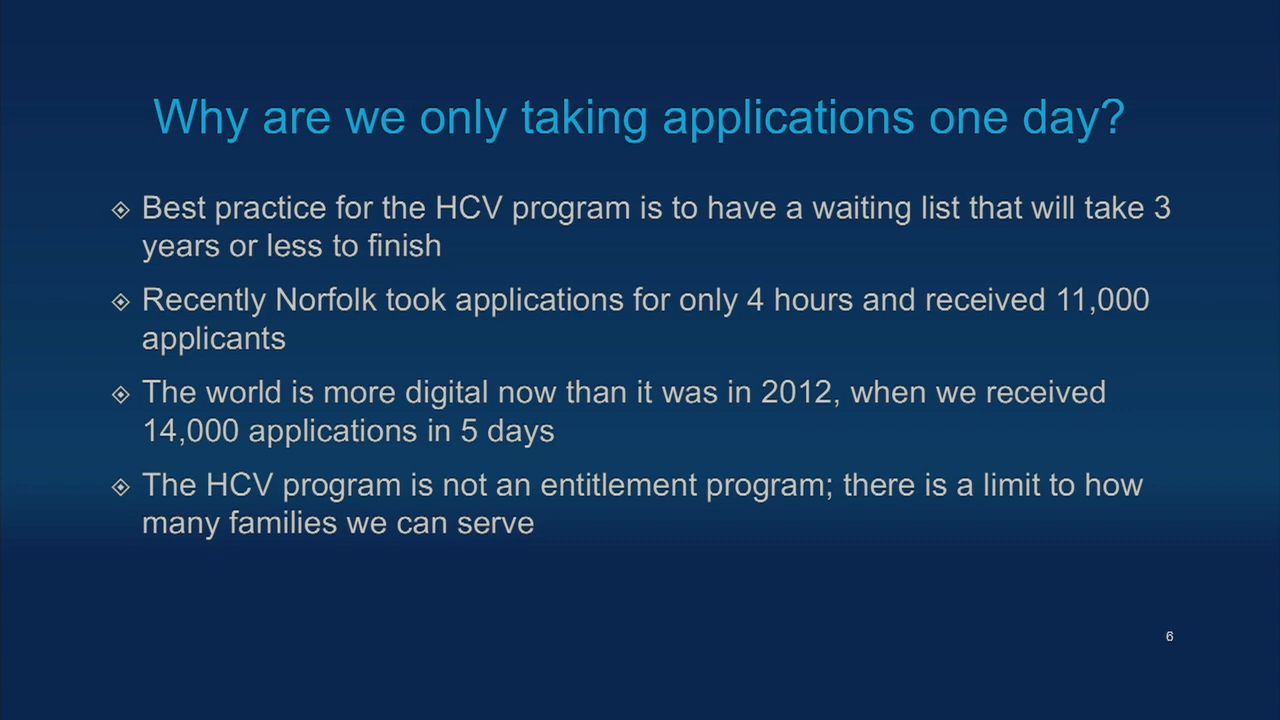 Why are we only taking applications one day?
Best practice for the HCV program is to have a waiting list that will take 3
years or less to finish
Recently Norfolk took applications for only 4 hours and received 11,000
applicants
The world is more digital now than it was in 2012, when we received
14,000 applications in 5 days
The HCV program is not an entitlement program; there is a limit to how
many families we can serve
6